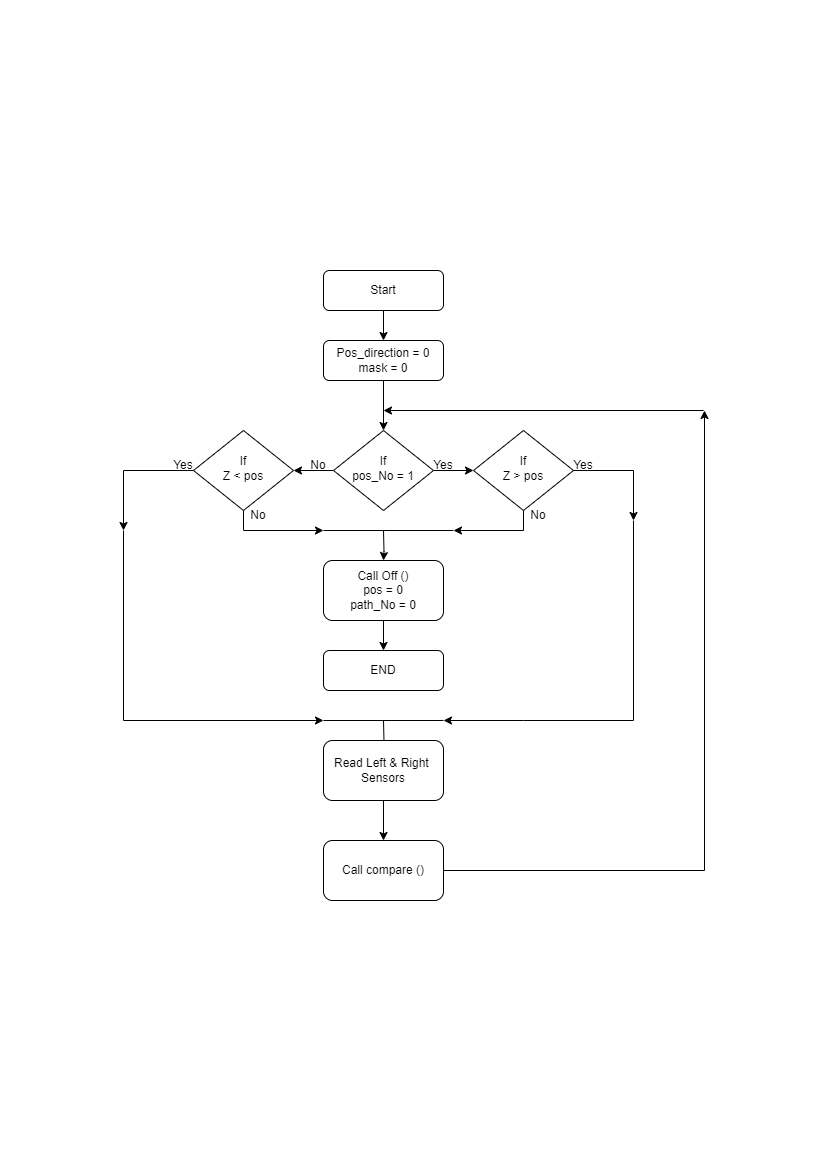 Start
Pos_direction = 0
mask = 0
Yes
If
Z < pos
No
If
pos_No = 1
Yes
If
Z > pos
Yes
No
No
Call Off ()
pos = 0
path_No = 0
END
Read Left & Right
Sensors
Call compare ()